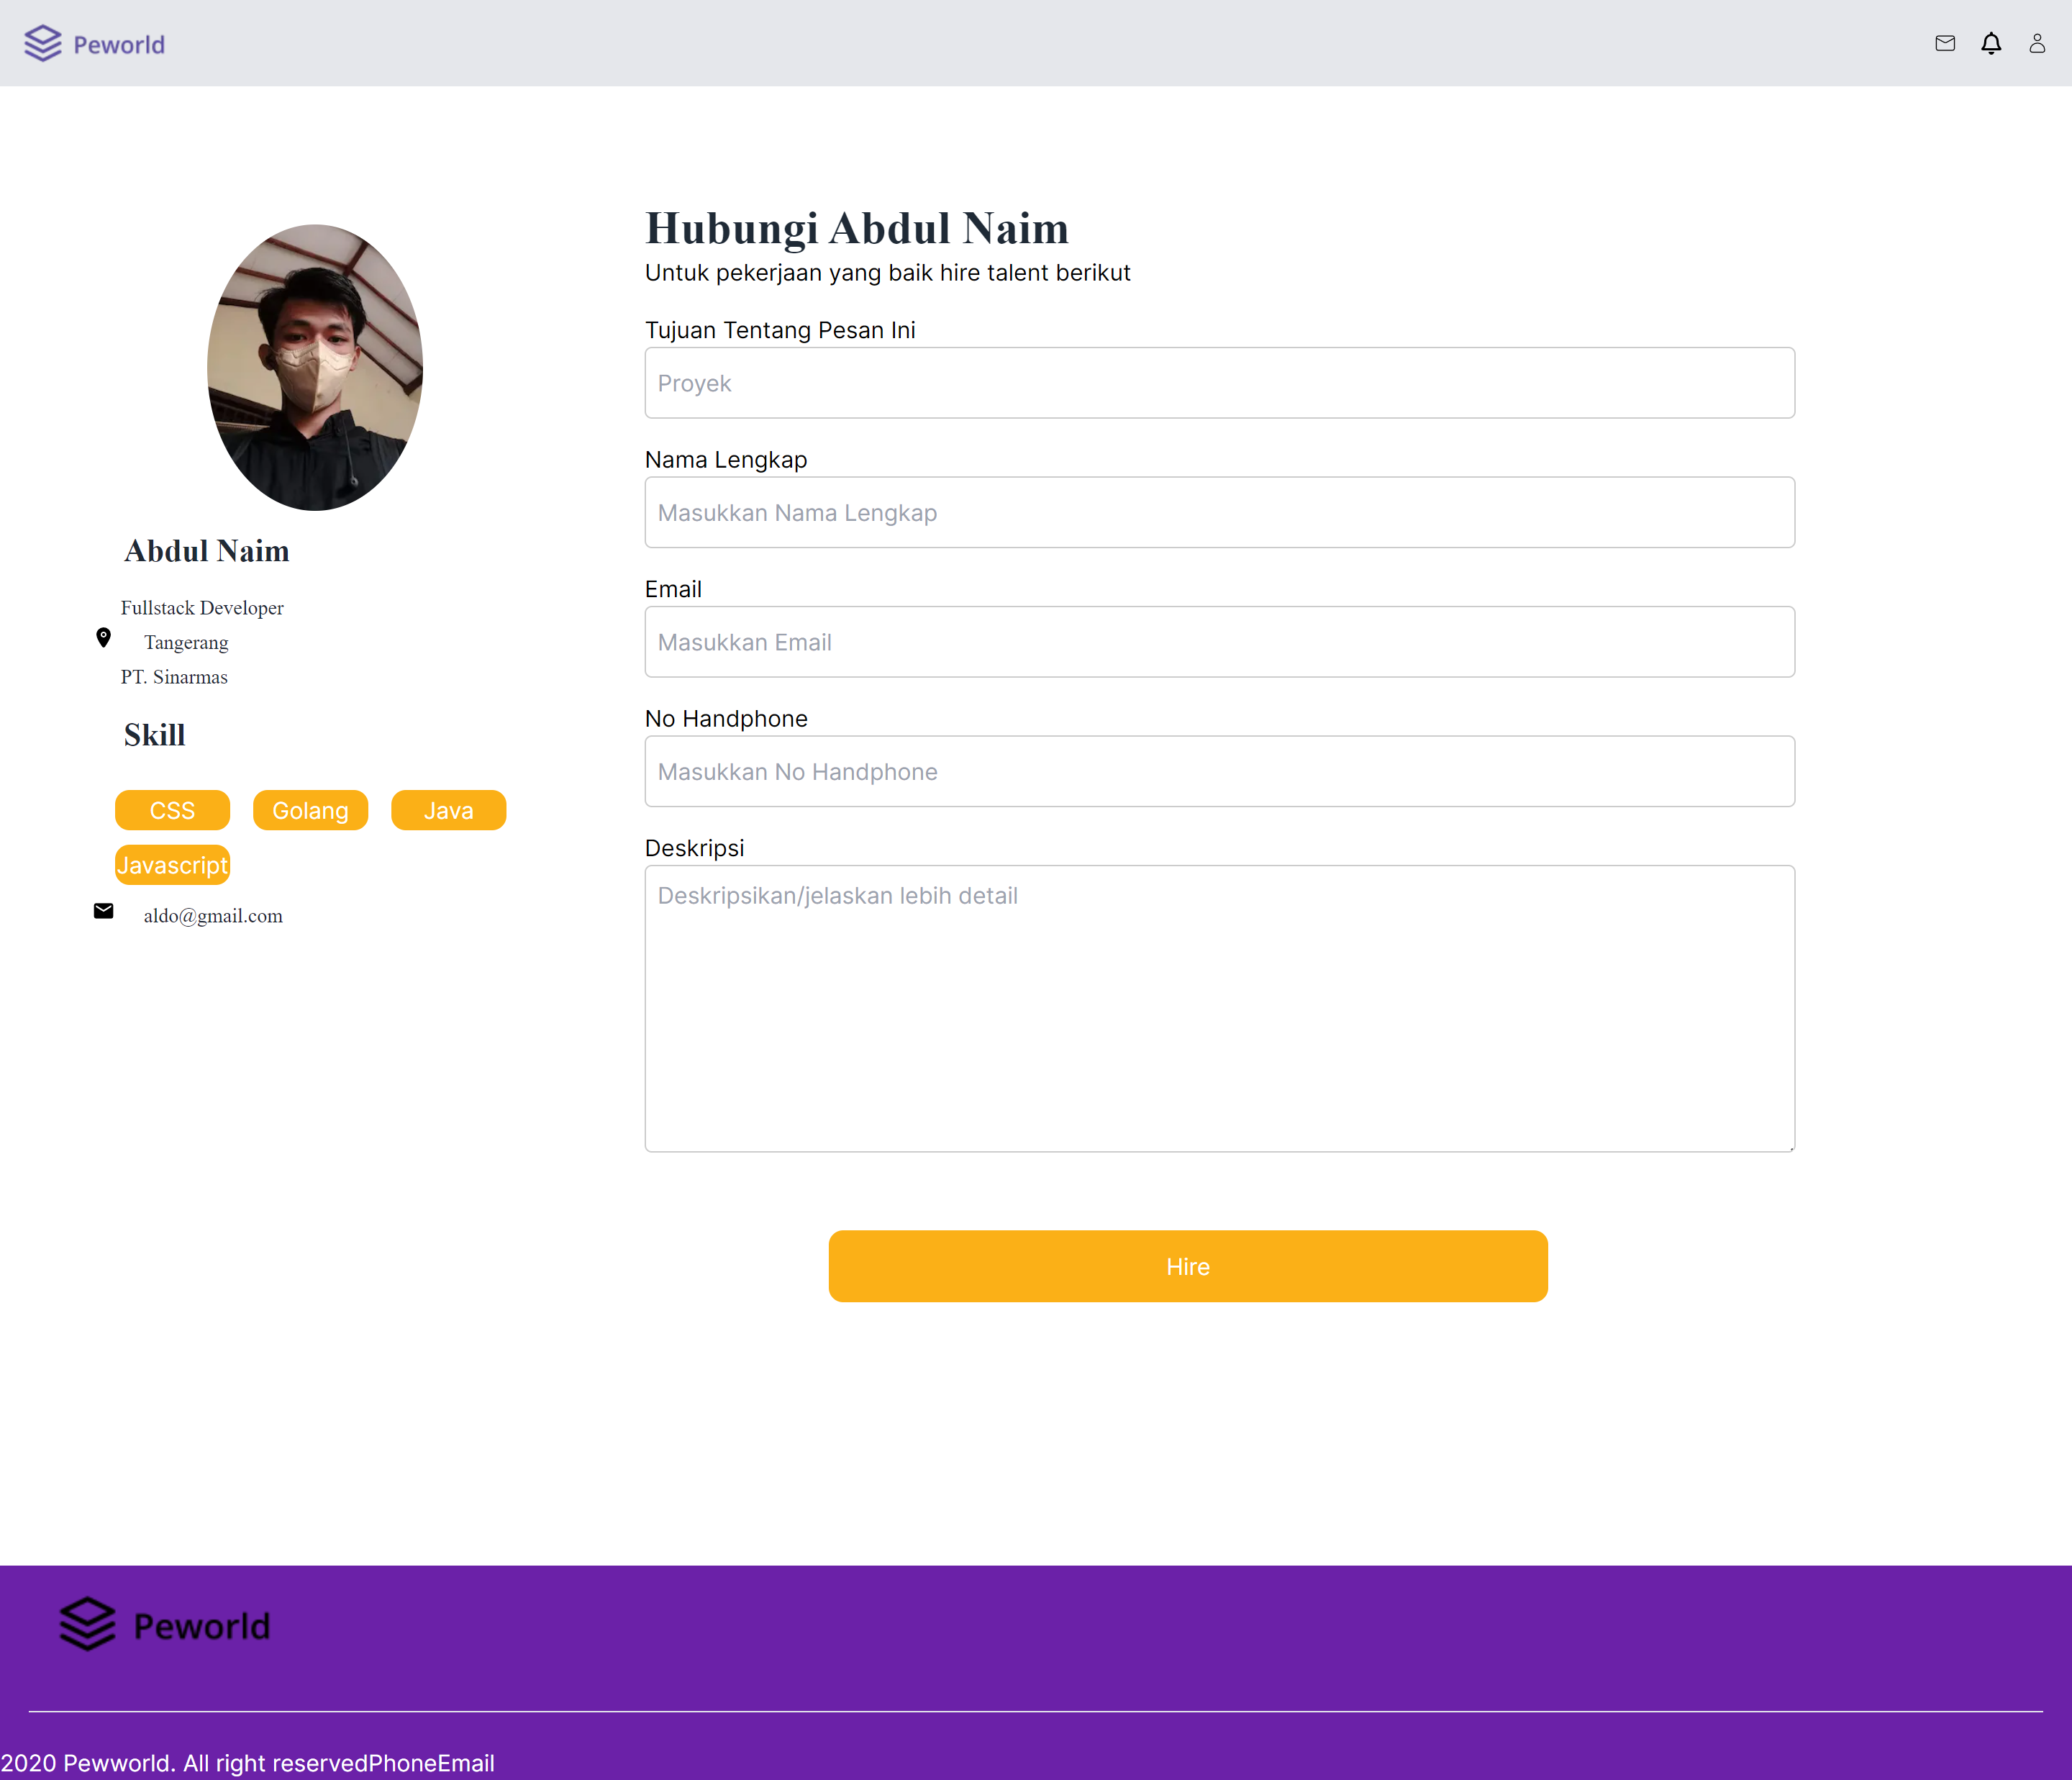 Peworld
Hubungi Abdul Naim
Untuk pekerjaan yang baik hire talent berikut
Tujuan Tentang Pesan Ini
Proyek
Nama Lengkap
Masukkan Nama Lengkap
Email
Masukkan Email
No Handphone
Masukkan No Handphone
Deskripsi
Deskripsikan/jelaskan lebih detail
Hire
Abdul Naim
Fullstack Developer
Tangerang
PT. Sinarmas
Skill
CSS Golang Java
Javascript
aldo@gmail.com
Peworld
2020 Pewworld. All right reservedPhoneEmail